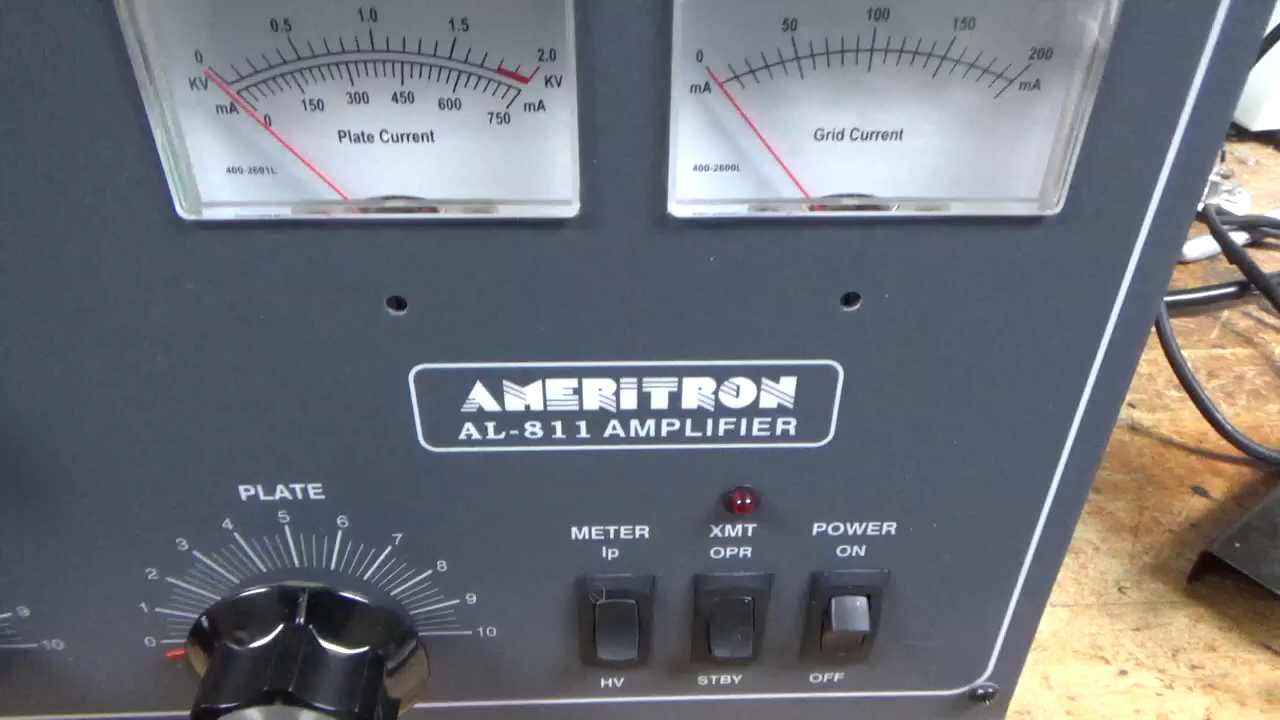 0 0.5 1.0 1.5 2.0
KV KV
mA 0 150 300 450 600 750 mA
Plate Current
400-2601L
0 50 100 150 200
mA mA
Grid Current
400-2600L
AMERITRON
AL-811 AMPLIFIER
PLATE
0 1 2 3 4 5 6 7 8 9 10
9
10
METER XMT POWER
Ip OPR ON
HV STBY OFF